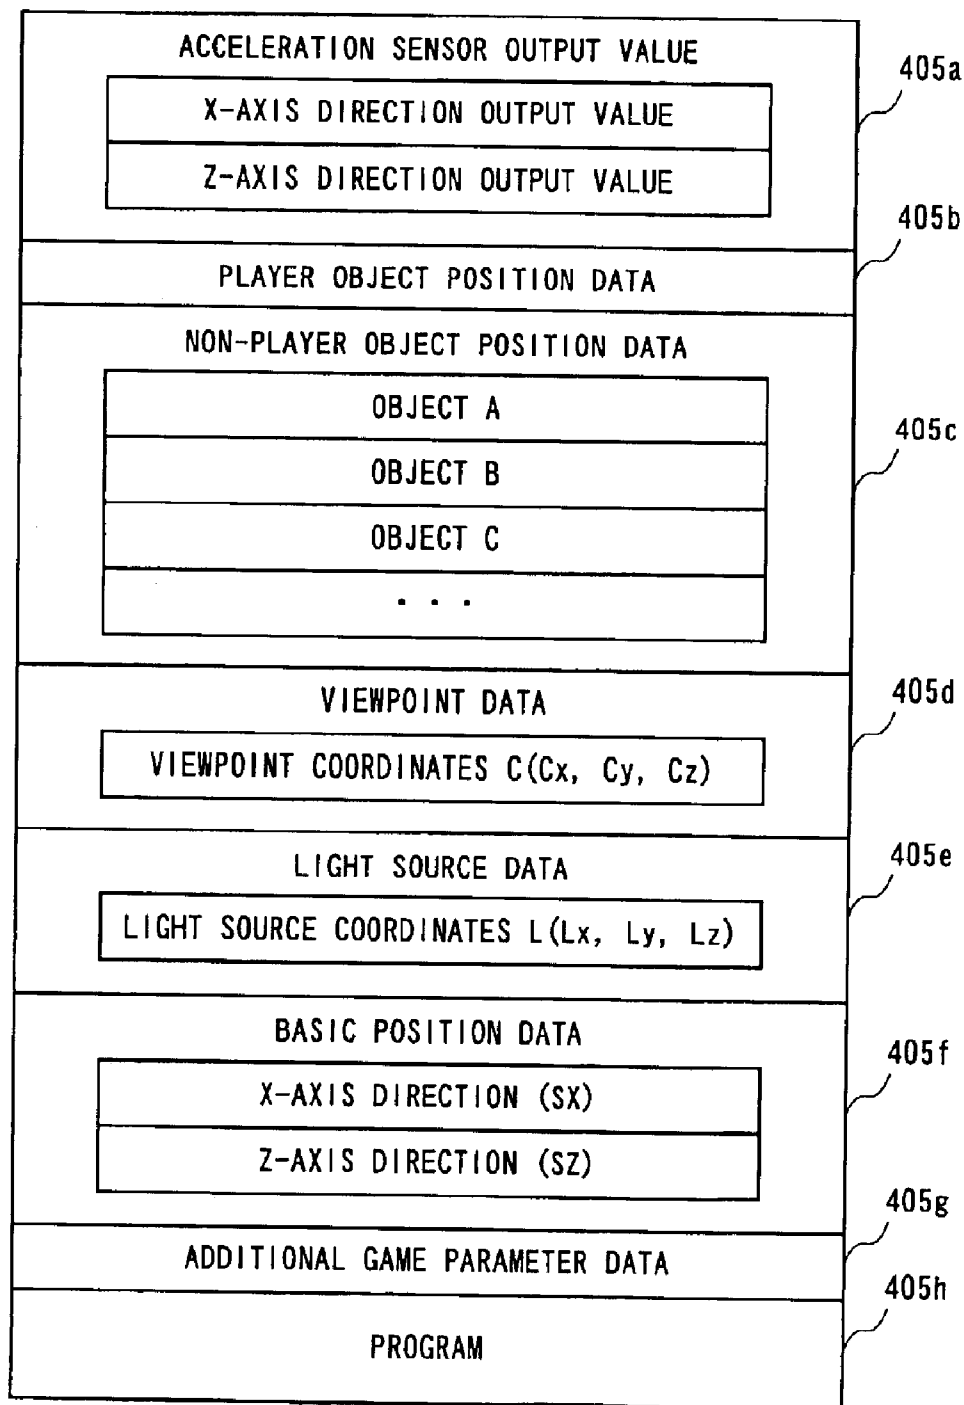 ACCELERATION SENSOR OUTPUT VALUE
405a
X-AXIS DIRECTION OUTPUT VALUE
Z-AXIS DIRECTION OUTPUT VALUE
405b
PLAYER OBJECT POSITION DATA
NON-PLAYER OBJECT POSITION DATA
OBJECT A
405c
OBJECT B
OBJECT C
. . .
405d
VIEWPOINT DATA
VIEWPOINT COORDINATES C(Cx, Cy, Cz)
405e
LIGHT SOURCE DATA
LIGHT SOURCE COORDINATES L(Lx, Ly, Lz)
BASIC POSITION DATA
405f
X-AXIS DIRECTION (SX)
Z-AXIS DIRECTION (SZ)
405g
ADDITIONAL GAME PARAMETER DATA
405h
PROGRAM